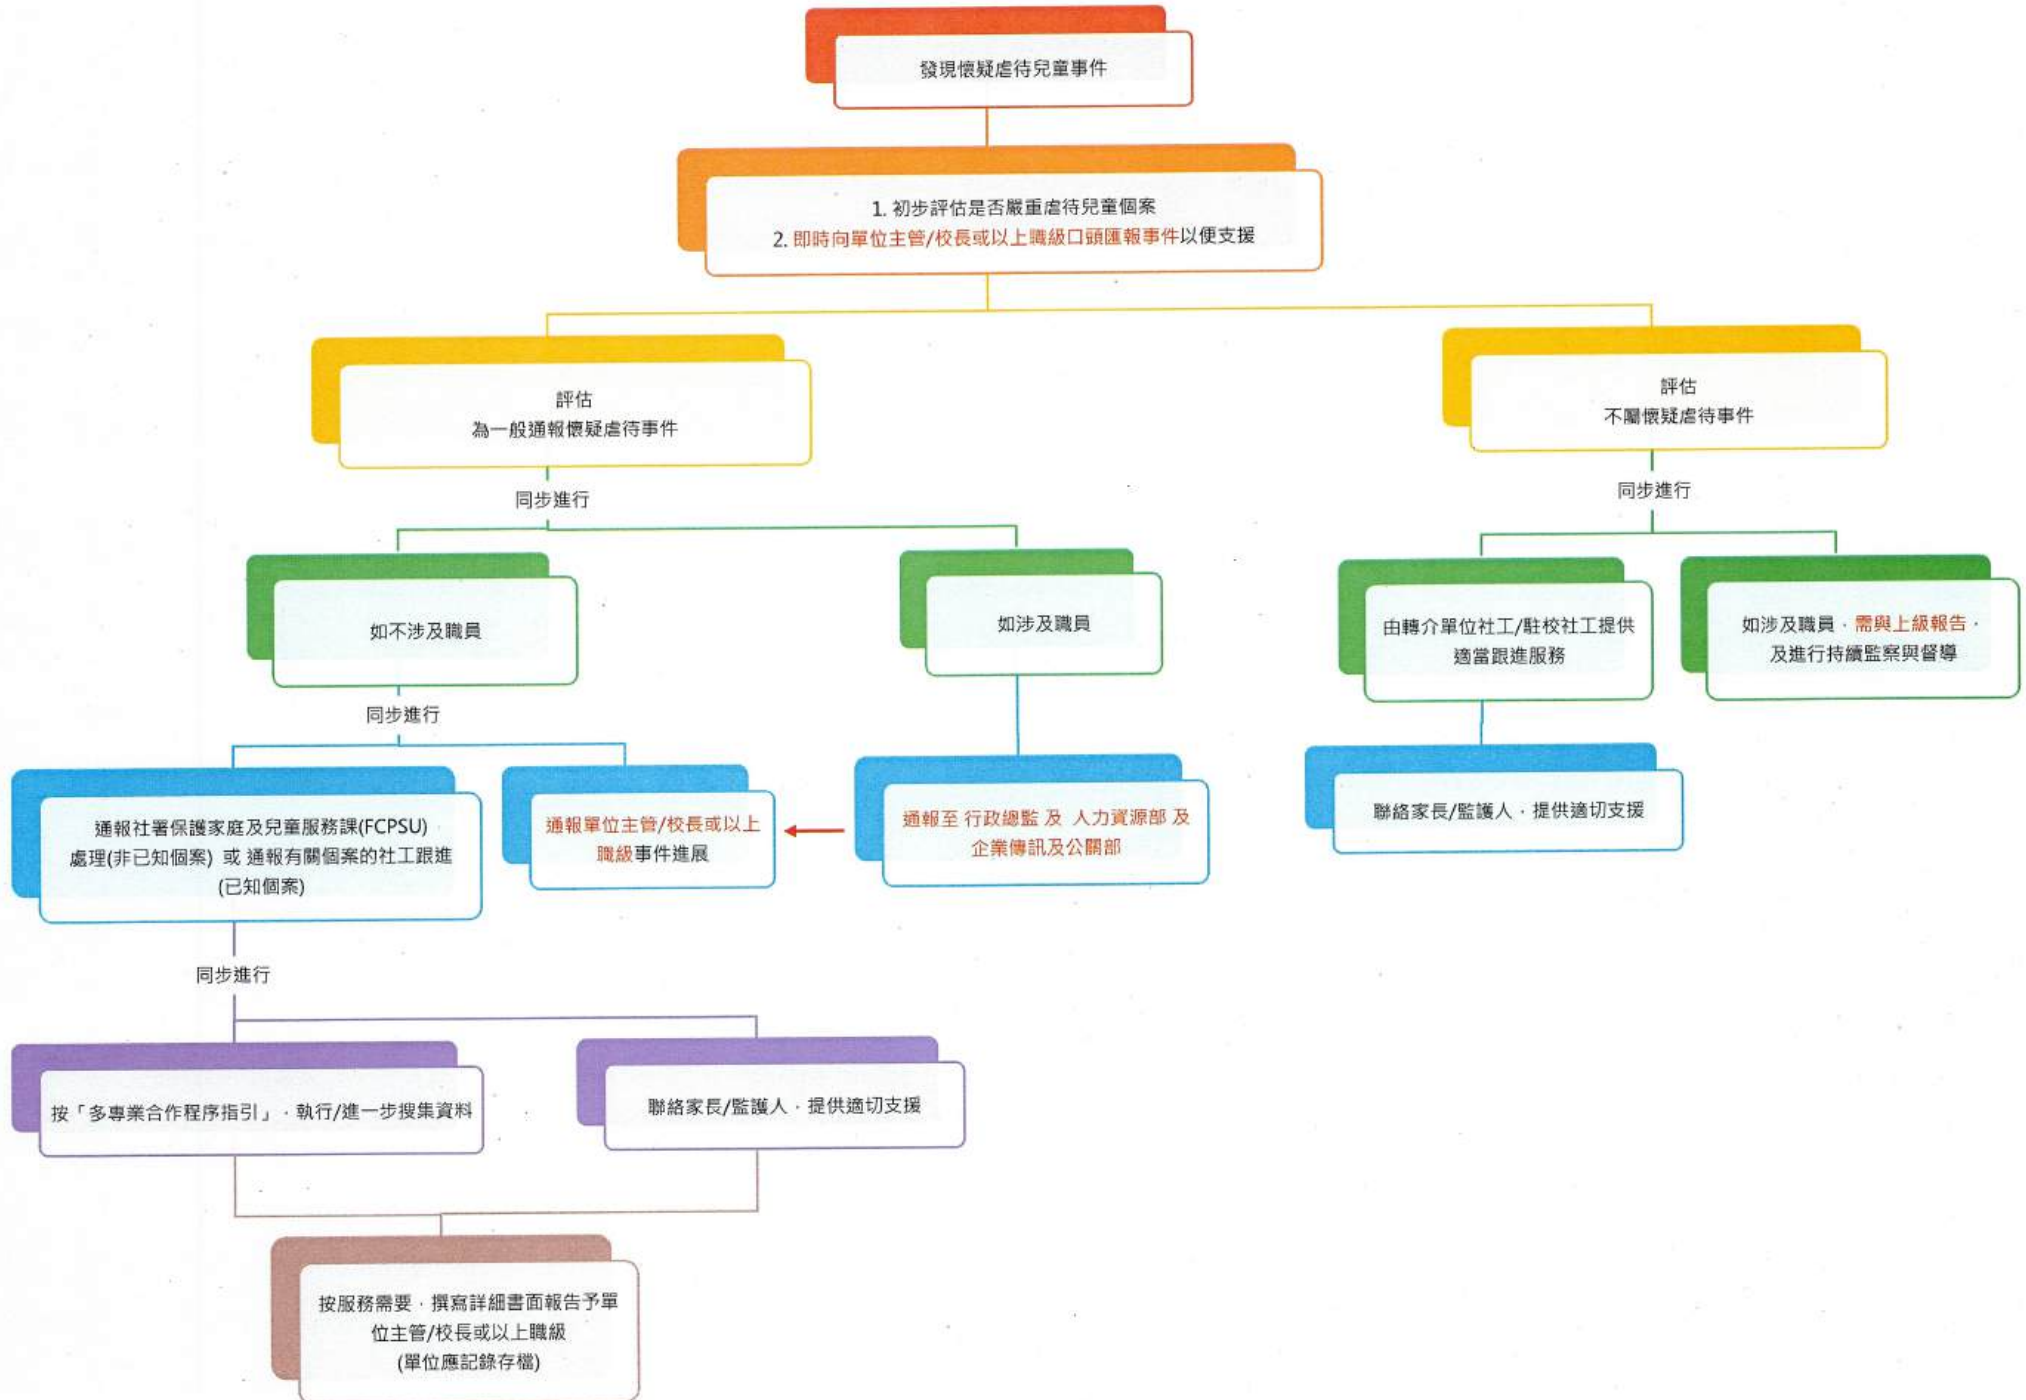 發現懷疑虐待兒童事件
1. 初步評估是否嚴重虐待兒童個案
2. 即時向單位主管/校長或以上職級口頭匯報事件以便支援
評估
為一般通報懷疑虐待事件
評估
不屬懷疑虐待事件
同步進行
同步進行
如不涉及職員
如涉及職員
由轉介單位社工/駐校社工提供
適當跟進服務
如涉及職員，需與上級報告，
及進行持續監察與督導
同步進行
通報社署保護家庭及兒童服務課(FCPSU)
處理(非已知個案) 或 通報有關個案的社工跟進
(已知個案)
通報單位主管/校長或以上
職級事件進展
通報至 行政總監 及 人力資源部 及
企業傳訊及公關部
聯絡家長/監護人，提供適切支援
同步進行
按「多專業合作程序指引」，執行/進一步搜集資料
聯絡家長/監護人，提供適切支援
按服務需要，撰寫詳細書面報告予單
位主管/校長或以上職級
(單位應記錄存檔)